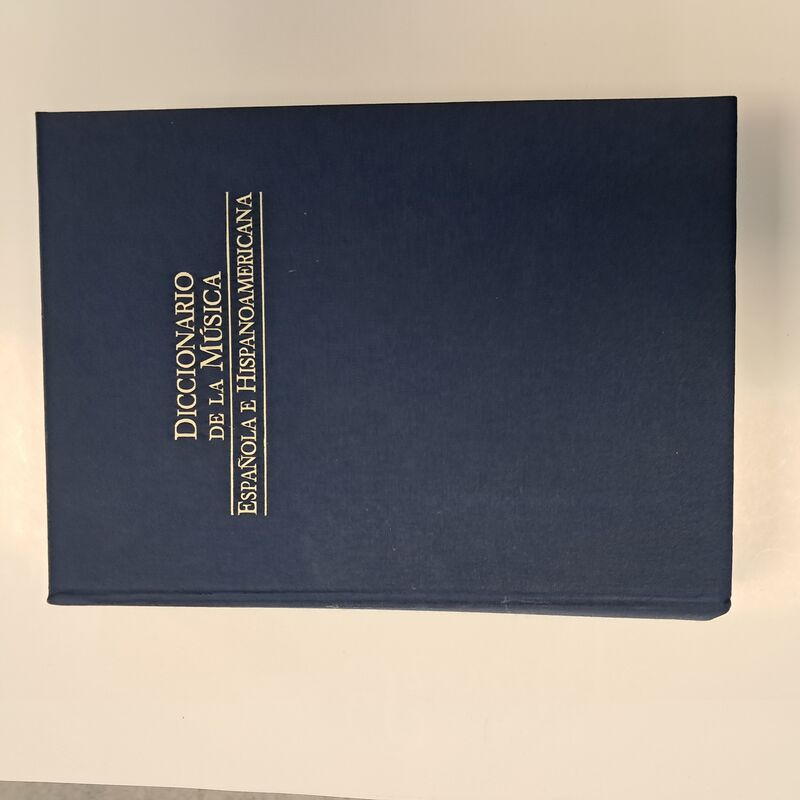 DICCIONARIO
DE LA MÚSICA
ESPAÑOLA E HISPANOAMERICANA